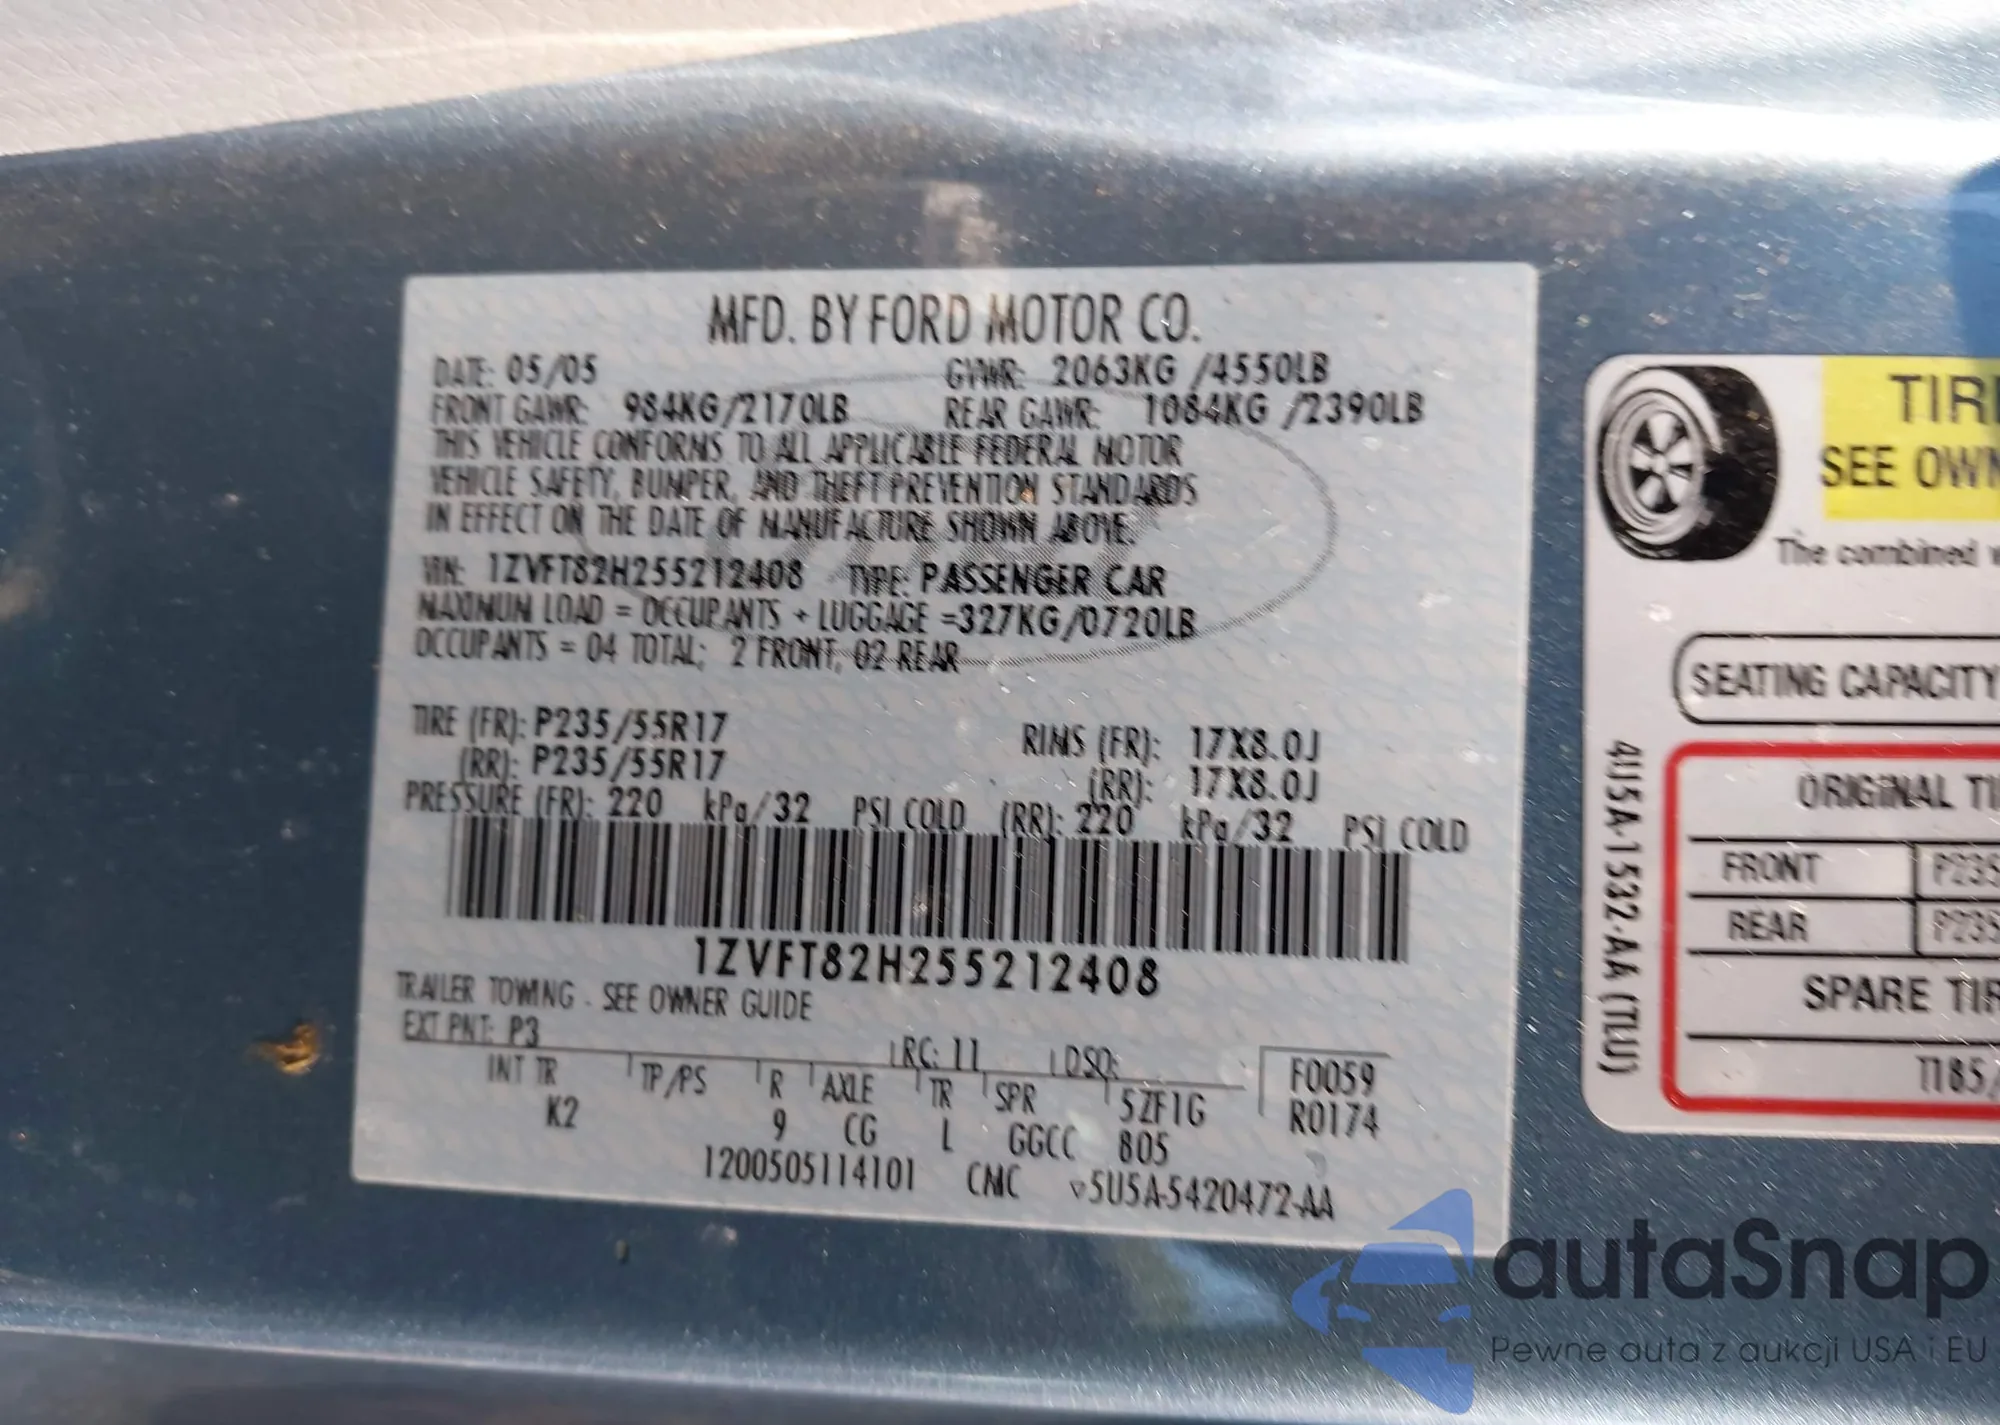 MFD. BY FORD MOTOR CO.
DATE: 05/05 GVWR: 2063KG /4550LB
FRONT GAWR: 984KG/2170LB REAR GAWR: 1084KG /2390LB
THIS VEHICLE CONFORMS TO ALL APPLICABLE FEDERAL MOTOR
VEHICLE SAFETY, BUMPER, AND THEFT PREVENTION STANDARDS
IN EFFECT ON THE DATE OF MANUFACTURE SHOWN ABOVE.
VIN: 1ZVFT82H255212408 TYPE: PASSENGER CAR
MAXIMUM LOAD = OCCUPANTS + LUGGAGE =327KG/0720LB
OCCUPANTS = 04 TOTAL; 2 FRONT, 02 REAR
TIRE (FR): P235/55R17 RIMS (FR): 17X8.0J
(RR): P235/55R17 (RR): 17X8.0J
PRESSURE (FR): 220 kPa/32 PSI COLD (RR): 220 kPa/32 PSI COLD
1ZVFT82H255212408
TRAILER TOWING - SEE OWNER GUIDE
EXT PNT: P3 RC: 11 DSO: F0059
INT TR TP/PS R AXLE TR SPR 5ZF1G R0174
K2 9 CG L GGCC B05
1200505114101 CMC ▽5U5A-5420472-AA
TIR
SEE OWN
The combined
SEATING CAPACITY
4U5A-1532-AA (TLU)
ORIGINAL TI
FRONT P235
REAR P235
SPARE TIR
T185/
autaSnap
Pewne auta z aukcji USA i EU